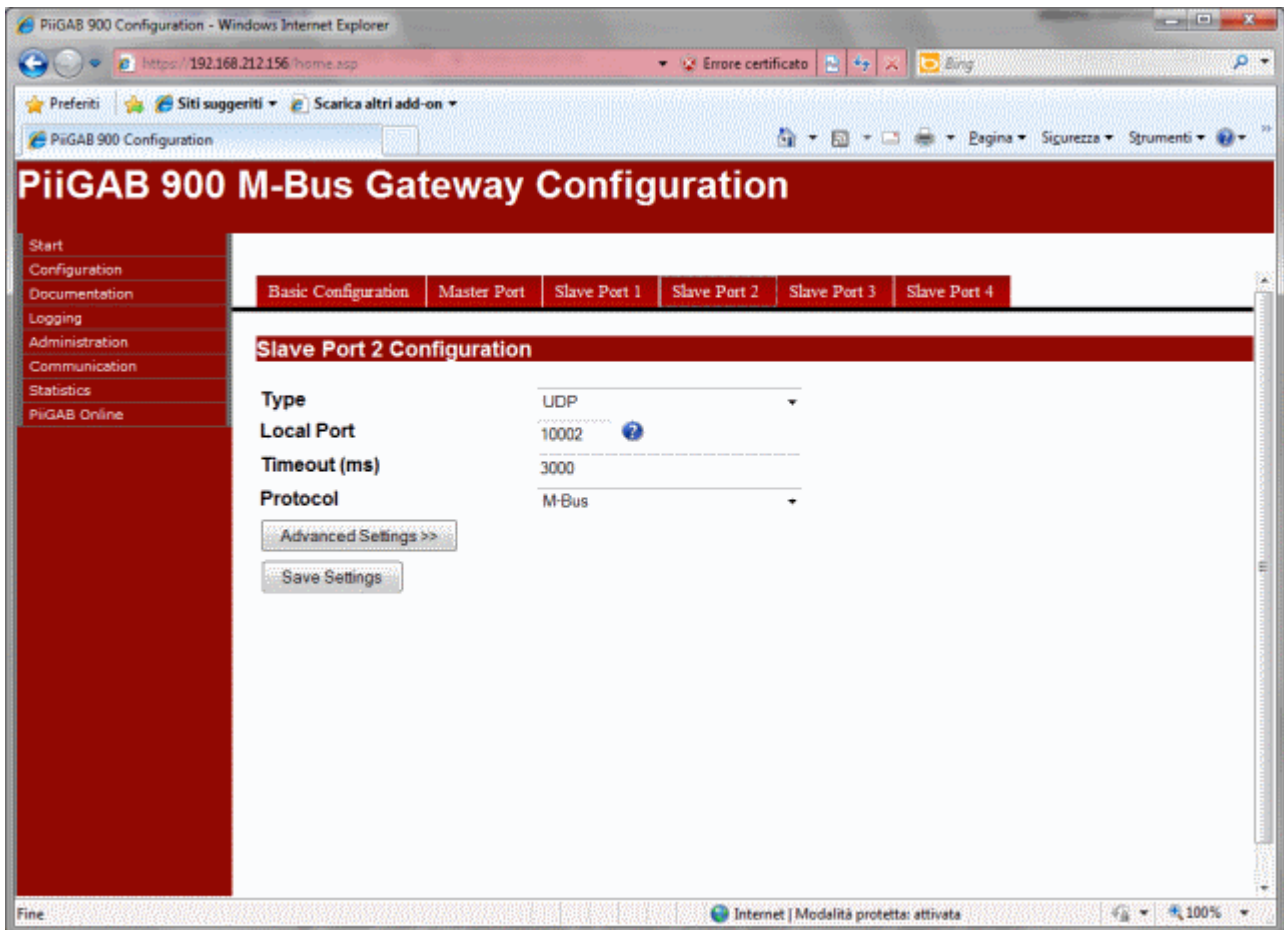 PiiGAB 900 Configuration - Windows Internet Explorer
https://192.168.212.156/home.asp Errore certificato Bing
Preferiti Siti suggeriti Scarica altri add-on
PiiGAB 900 Configuration Pagina Sicurezza Strumenti
PiiGAB 900 M-Bus Gateway Configuration
Start
Configuration
Documentation
Logging
Administration
Communication
Statistics
PiiGAB Online
Basic Configuration Master Port Slave Port 1 Slave Port 2 Slave Port 3 Slave Port 4
Slave Port 2 Configuration
Type UDP
Local Port 10002
Timeout (ms) 3000
Protocol M-Bus
Advanced Settings >>
Save Settings
Fine Internet | Modalità protetta: attivata 100%